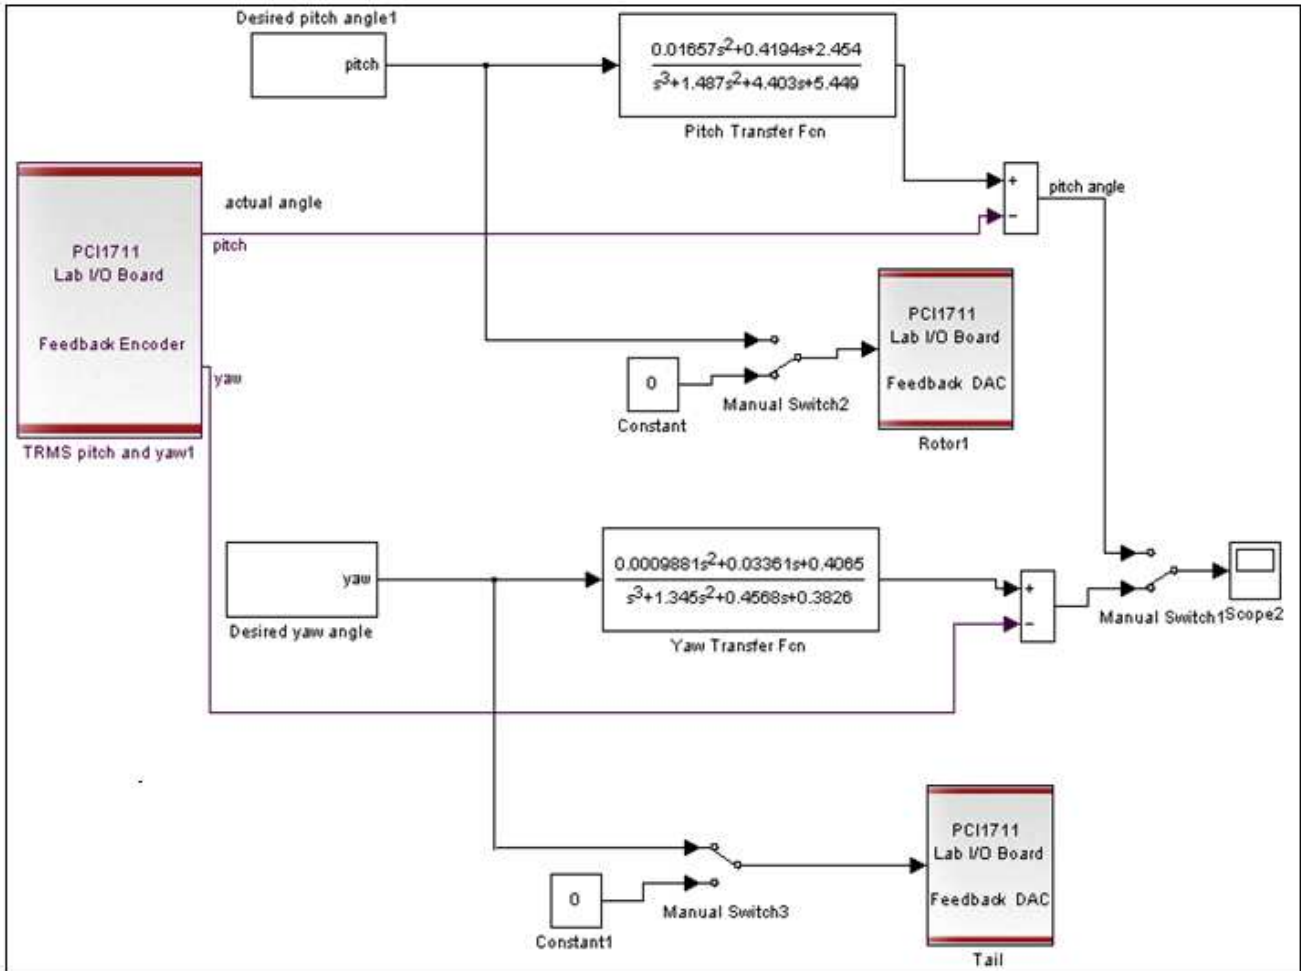 Desired pitch angle1
pitch
0.01657s²+0.4194s+2.454
s³+1.487s²+4.403s+5.449
Pitch Transfer Fcn
+
−
pitch angle
actual angle
pitch
PCI1711
Lab I/O Board
Feedback Encoder
yaw
TRMS pitch and yaw1
0
Constant
Manual Switch2
PCI1711
Lab I/O Board
Feedback DAC
Rotor1
yaw
Desired yaw angle
0.0009881s²+0.03361s+0.4065
s³+1.345s²+0.4568s+0.3826
Yaw Transfer Fcn
+
−
Manual Switch1
Scope2
0
Constant1
Manual Switch3
PCI1711
Lab I/O Board
Feedback DAC
Tail